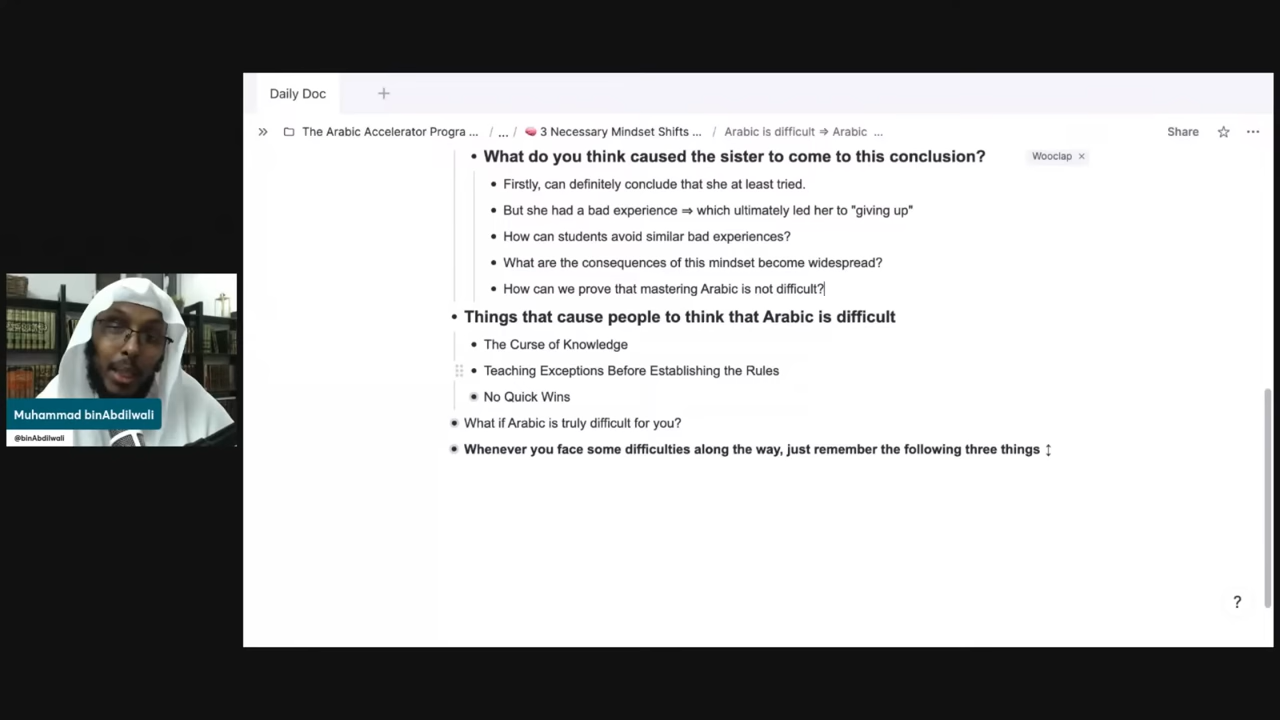 Daily Doc
The Arabic Accelerator Progra ... / ... / 🧠 3 Necessary Mindset Shifts ... / Arabic is difficult ⇒ Arabic ...
Share
What do you think caused the sister to come to this conclusion?
Wooclap ×
Firstly, can definitely conclude that she at least tried.
But she had a bad experience ⇒ which ultimately led her to "giving up"
How can students avoid similar bad experiences?
What are the consequences of this mindset become widespread?
How can we prove that mastering Arabic is not difficult?
Things that cause people to think that Arabic is difficult
The Curse of Knowledge
Teaching Exceptions Before Establishing the Rules
No Quick Wins
What if Arabic is truly difficult for you?
Whenever you face some difficulties along the way, just remember the following three things ↕
?
Muhammad binAbdilwali
@binAbdilwali